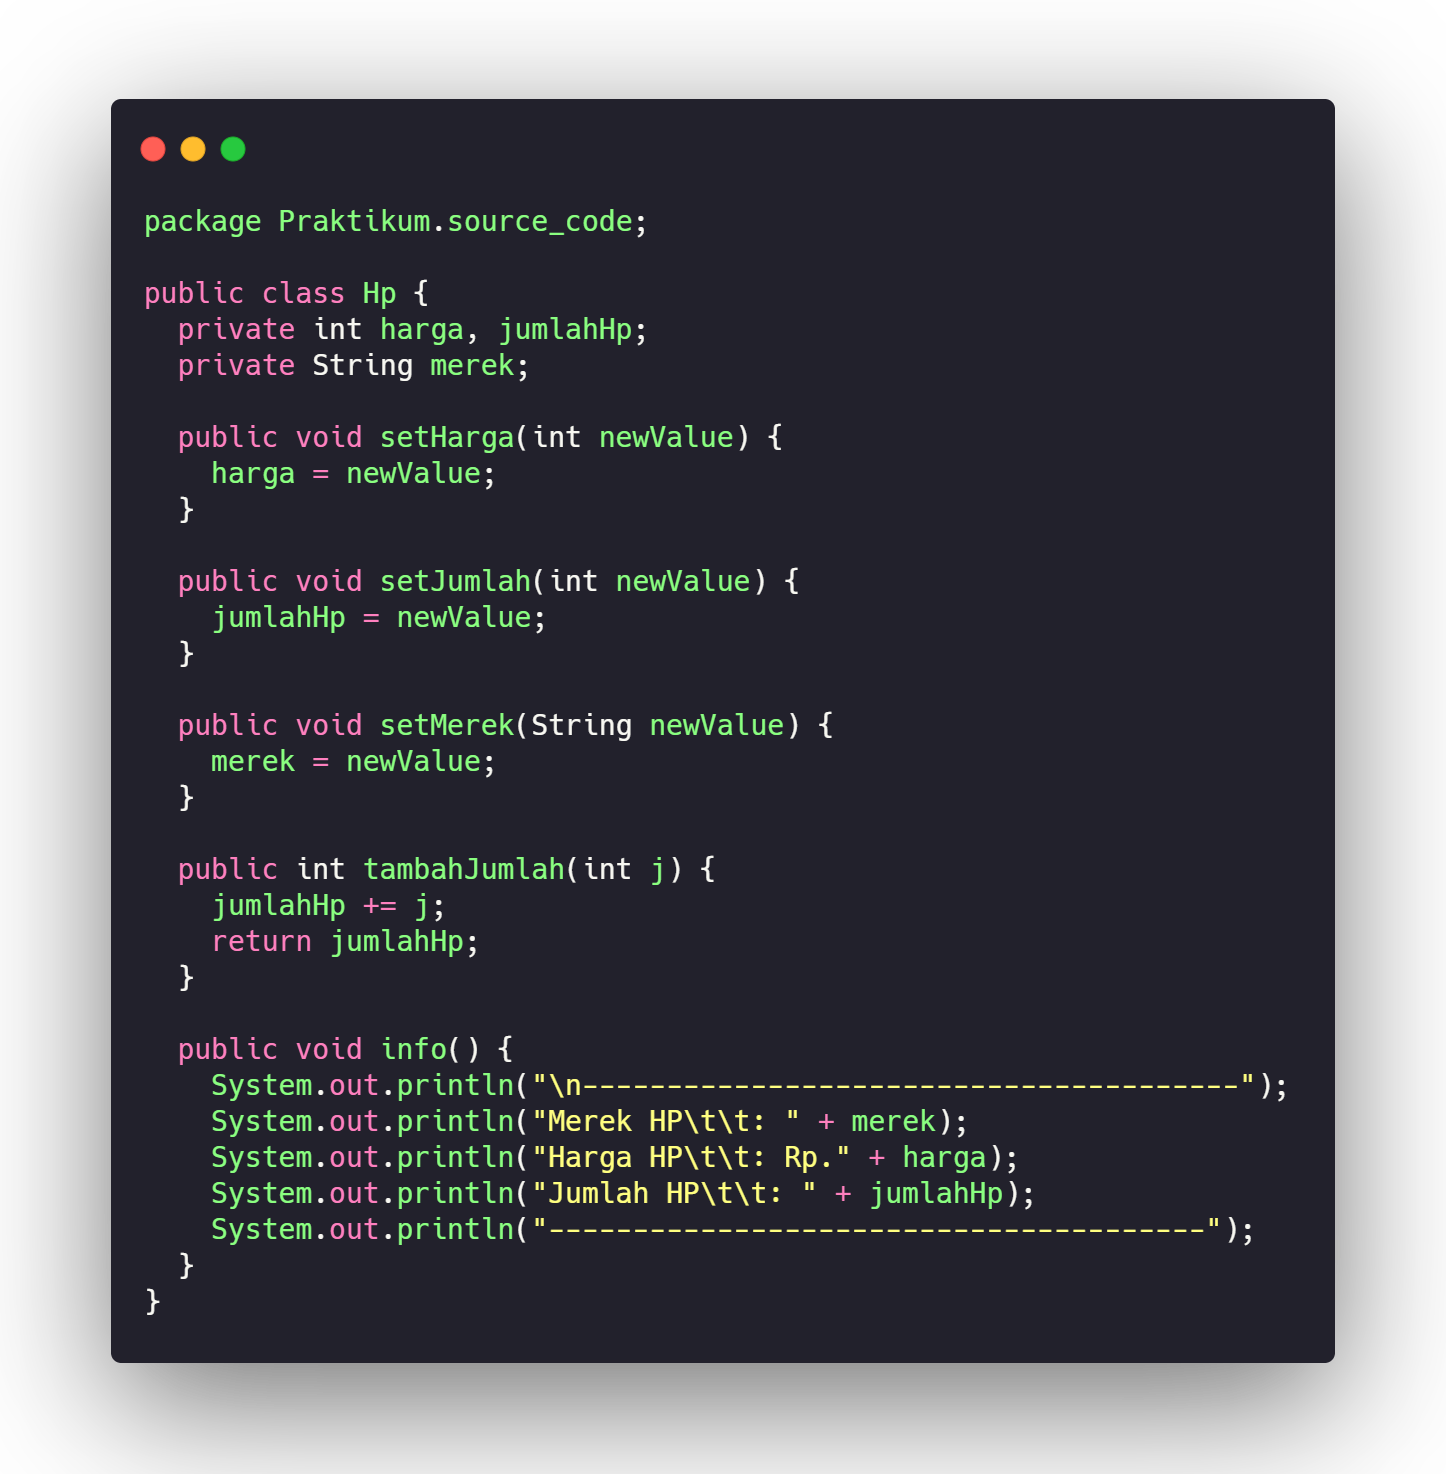 package Praktikum.source_code;

public class Hp {
  private int harga, jumlahHp;
  private String merek;

  public void setHarga(int newValue) {
    harga = newValue;
  }

  public void setJumlah(int newValue) {
    jumlahHp = newValue;
  }

  public void setMerek(String newValue) {
    merek = newValue;
  }

  public int tambahJumlah(int j) {
    jumlahHp += j;
    return jumlahHp;
  }

  public void info() {
    System.out.println("\n---------------------------------------");
    System.out.println("Merek HP\t\t: " + merek);
    System.out.println("Harga HP\t\t: Rp." + harga);
    System.out.println("Jumlah HP\t\t: " + jumlahHp);
    System.out.println("---------------------------------------");
  }
}